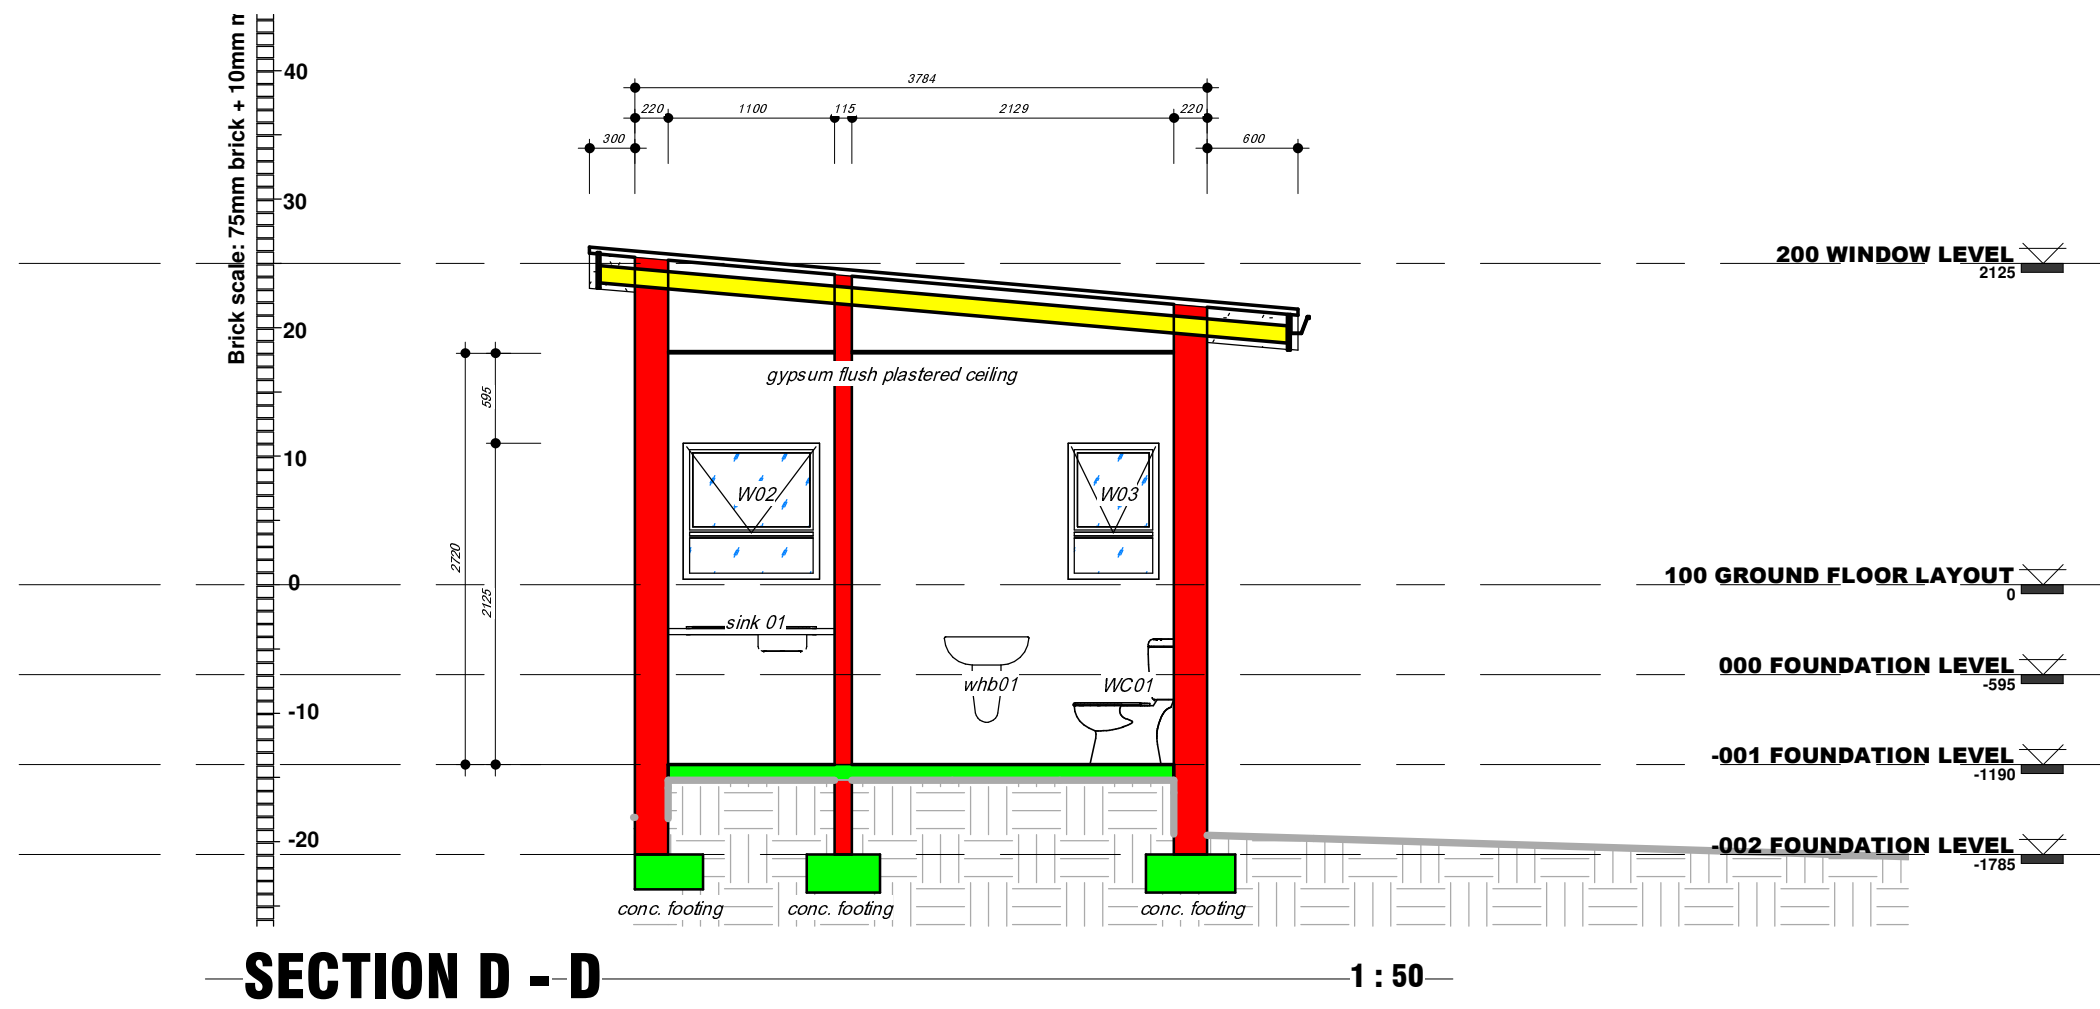 Brick scale: 75mm brick + 10mm
40
30
20
10
0
-10
-20
3784
220 1100 115 2129 220
300 600
200 WINDOW LEVEL
2125
gypsum flush plastered ceiling
595
2720
2125
W02 W03
100 GROUND FLOOR LAYOUT
0
sink 01
000 FOUNDATION LEVEL
-595
whb01 WC01
-001 FOUNDATION LEVEL
-1190
-002 FOUNDATION LEVEL
-1785
conc. footing conc. footing conc. footing
SECTION D - D 1 : 50